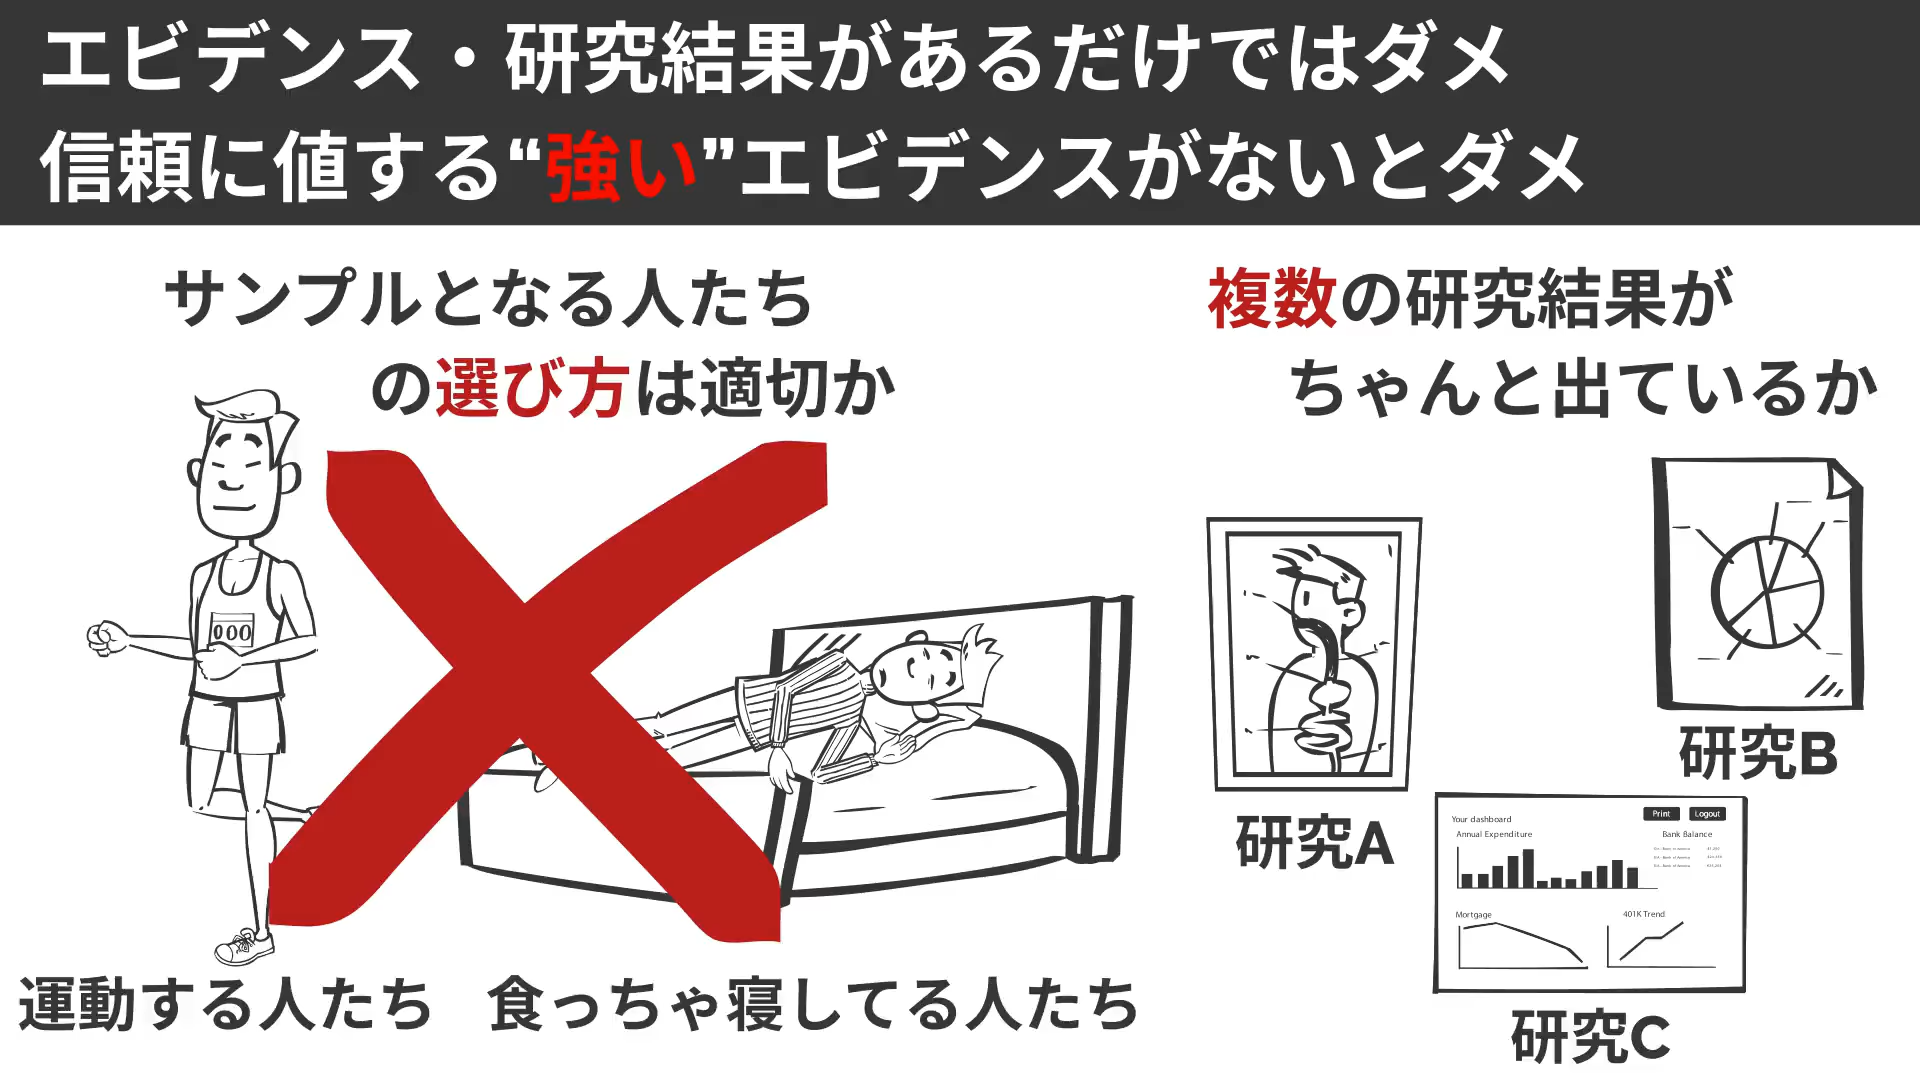 エビデンス・研究結果があるだけではダメ
信頼に値する“強い”エビデンスがないとダメ
サンプルとなる人たち
の選び方は適切か
複数の研究結果が
ちゃんと出ているか
000
運動する人たち
食っちゃ寝してる人たち
研究A
研究B
Your dashboard
Print
Logout
Annual Expenditure
Bank Balance
Mortgage
401K Trend
研究C